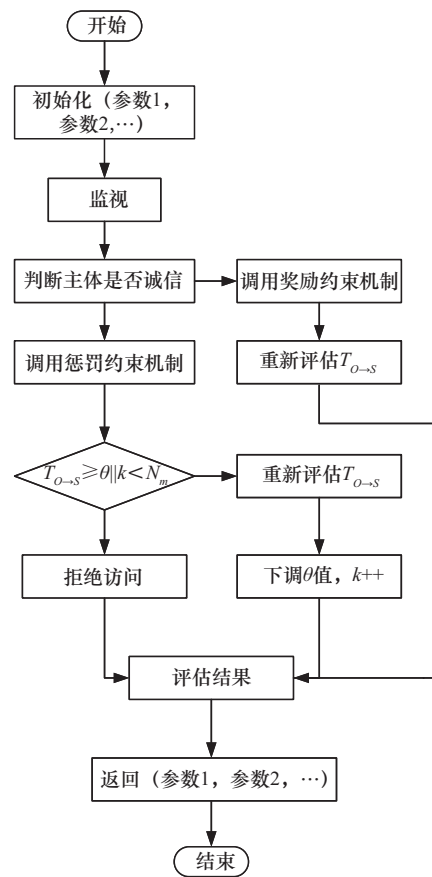 开始
初始化（参数1，
参数2,…）
监视
判断主体是否诚信
调用奖励约束机制
调用惩罚约束机制
重新评估T_{O→S}
T_{O→S}≥θ||k<N_m
重新评估T_{O→S}
拒绝访问
下调θ值，k++
评估结果
返回（参数1，参数2，…）
结束